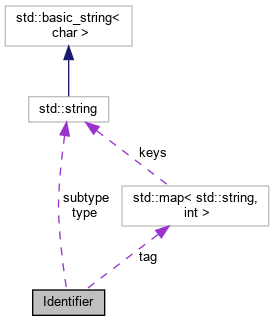 std::basic_string<
char >
std::string
keys
subtype
type
std::map< std::string,
int >
tag
Identifier